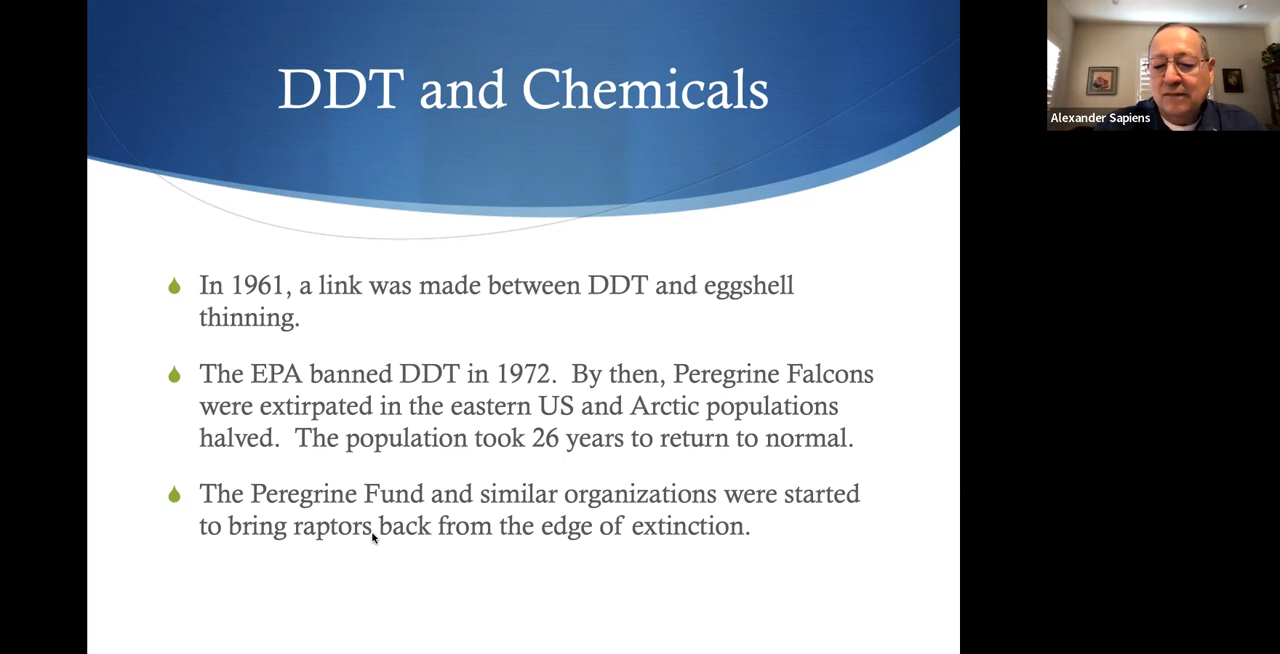 DDT and Chemicals
In 1961, a link was made between DDT and eggshell
thinning.
The EPA banned DDT in 1972.  By then, Peregrine Falcons
were extirpated in the eastern US and Arctic populations
halved.  The population took 26 years to return to normal.
The Peregrine Fund and similar organizations were started
to bring raptors back from the edge of extinction.
Alexander Sapiens